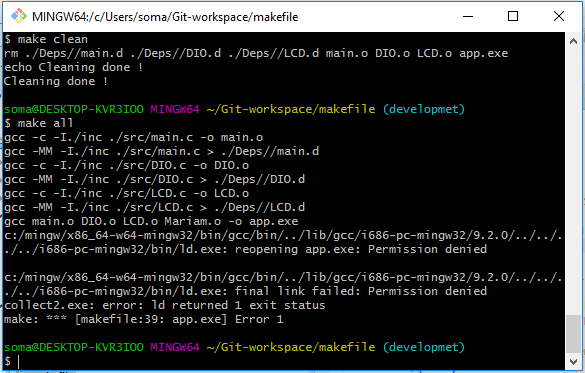 MINGW64:/c/Users/soma/Git-workspace/makefile
$ make clean
rm ./Deps//main.d ./Deps//DIO.d ./Deps//LCD.d main.o DIO.o LCD.o app.exe
echo Cleaning done !
Cleaning done !
soma@DESKTOP-KVR3IOO MINGW64 ~/Git-workspace/makefile (developmet)
$ make all
gcc -c -I./inc ./src/main.c -o main.o
gcc -MM -I./inc ./src/main.c > ./Deps//main.d
gcc -c -I./inc ./src/DIO.c -o DIO.o
gcc -MM -I./inc ./src/DIO.c > ./Deps//DIO.d
gcc -c -I./inc ./src/LCD.c -o LCD.o
gcc -MM -I./inc ./src/LCD.c > ./Deps//LCD.d
gcc main.o DIO.o LCD.o Mariam.o -o app.exe
c:/mingw/x86_64-w64-mingw32/bin/gcc/bin/../lib/gcc/i686-pc-mingw32/9.2.0/../../.
./../i686-pc-mingw32/bin/ld.exe: reopening app.exe: Permission denied
c:/mingw/x86_64-w64-mingw32/bin/gcc/bin/../lib/gcc/i686-pc-mingw32/9.2.0/../../.
./../i686-pc-mingw32/bin/ld.exe: final link failed: Permission denied
collect2.exe: error: ld returned 1 exit status
make: *** [makefile:39: app.exe] Error 1
soma@DESKTOP-KVR3IOO MINGW64 ~/Git-workspace/makefile (developmet)
$